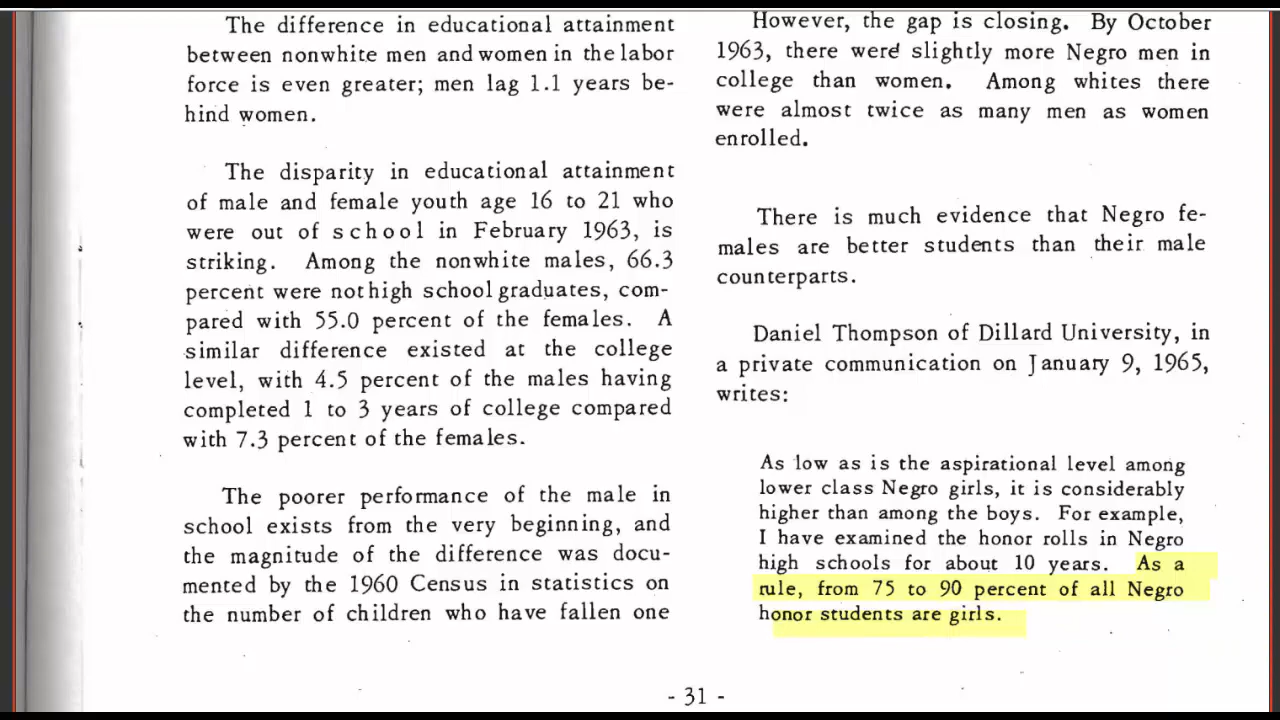 The difference in educational attainment
between nonwhite men and women in the labor
force is even greater; men lag 1.1 years be-
hind women.
The disparity in educational attainment
of male and female youth age 16 to 21 who
were out of school in February 1963, is
striking. Among the nonwhite males, 66.3
percent were not high school graduates, com-
pared with 55.0 percent of the females. A
similar difference existed at the college
level, with 4.5 percent of the males having
completed 1 to 3 years of college compared
with 7.3 percent of the females.
The poorer performance of the male in
school exists from the very beginning, and
the magnitude of the difference was docu-
mented by the 1960 Census in statistics on
the number of children who have fallen one
However, the gap is closing. By October
1963, there were slightly more Negro men in
college than women. Among whites there
were almost twice as many men as women
enrolled.
There is much evidence that Negro fe-
males are better students than their male
counterparts.
Daniel Thompson of Dillard University, in
a private communication on January 9, 1965,
writes:
As low as is the aspirational level among
lower class Negro girls, it is considerably
higher than among the boys. For example,
I have examined the honor rolls in Negro
high schools for about 10 years. As a
rule, from 75 to 90 percent of all Negro
honor students are girls.
- 31 -